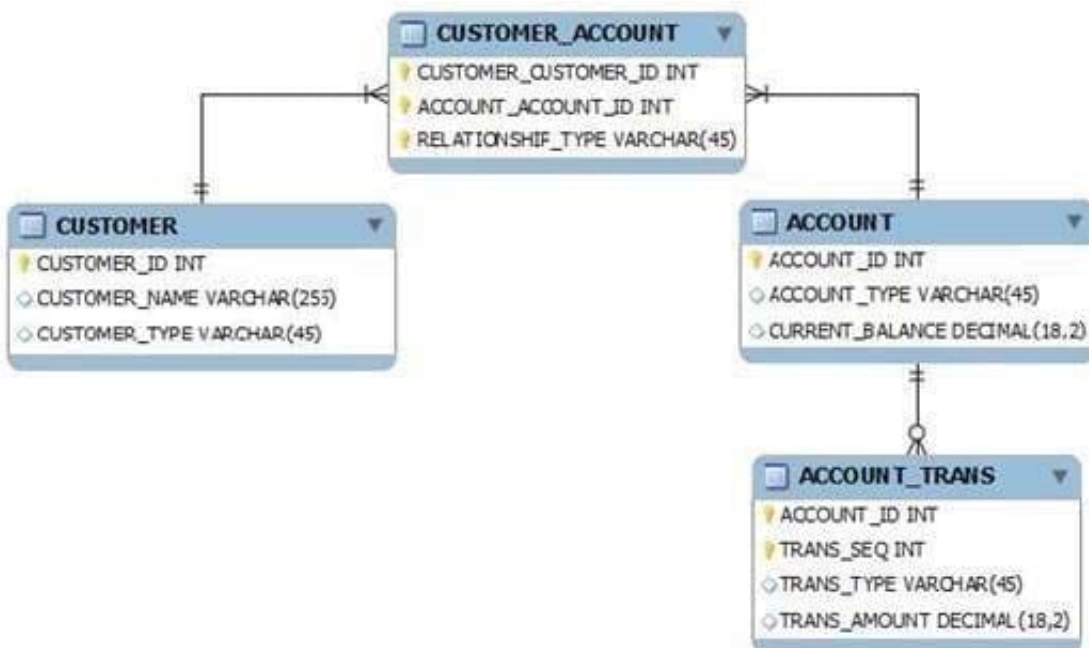 CUSTOMER_ACCOUNT
CUSTOMER_CUSTOMER_ID INT
ACCOUNT_ACCOUNT_ID INT
RELATIONSHIP_TYPE VARCHAR(45)
CUSTOMER
CUSTOMER_ID INT
CUSTOMER_NAME VARCHAR(255)
CUSTOMER_TYPE VARCHAR(45)
ACCOUNT
ACCOUNT_ID INT
ACCOUNT_TYPE VARCHAR(45)
CURRENT_BALANCE DECIMAL(18,2)
ACCOUNT_TRANS
ACCOUNT_ID INT
TRANS_SEQ INT
TRANS_TYPE VARCHAR(45)
TRANS_AMOUNT DECIMAL(18,2)